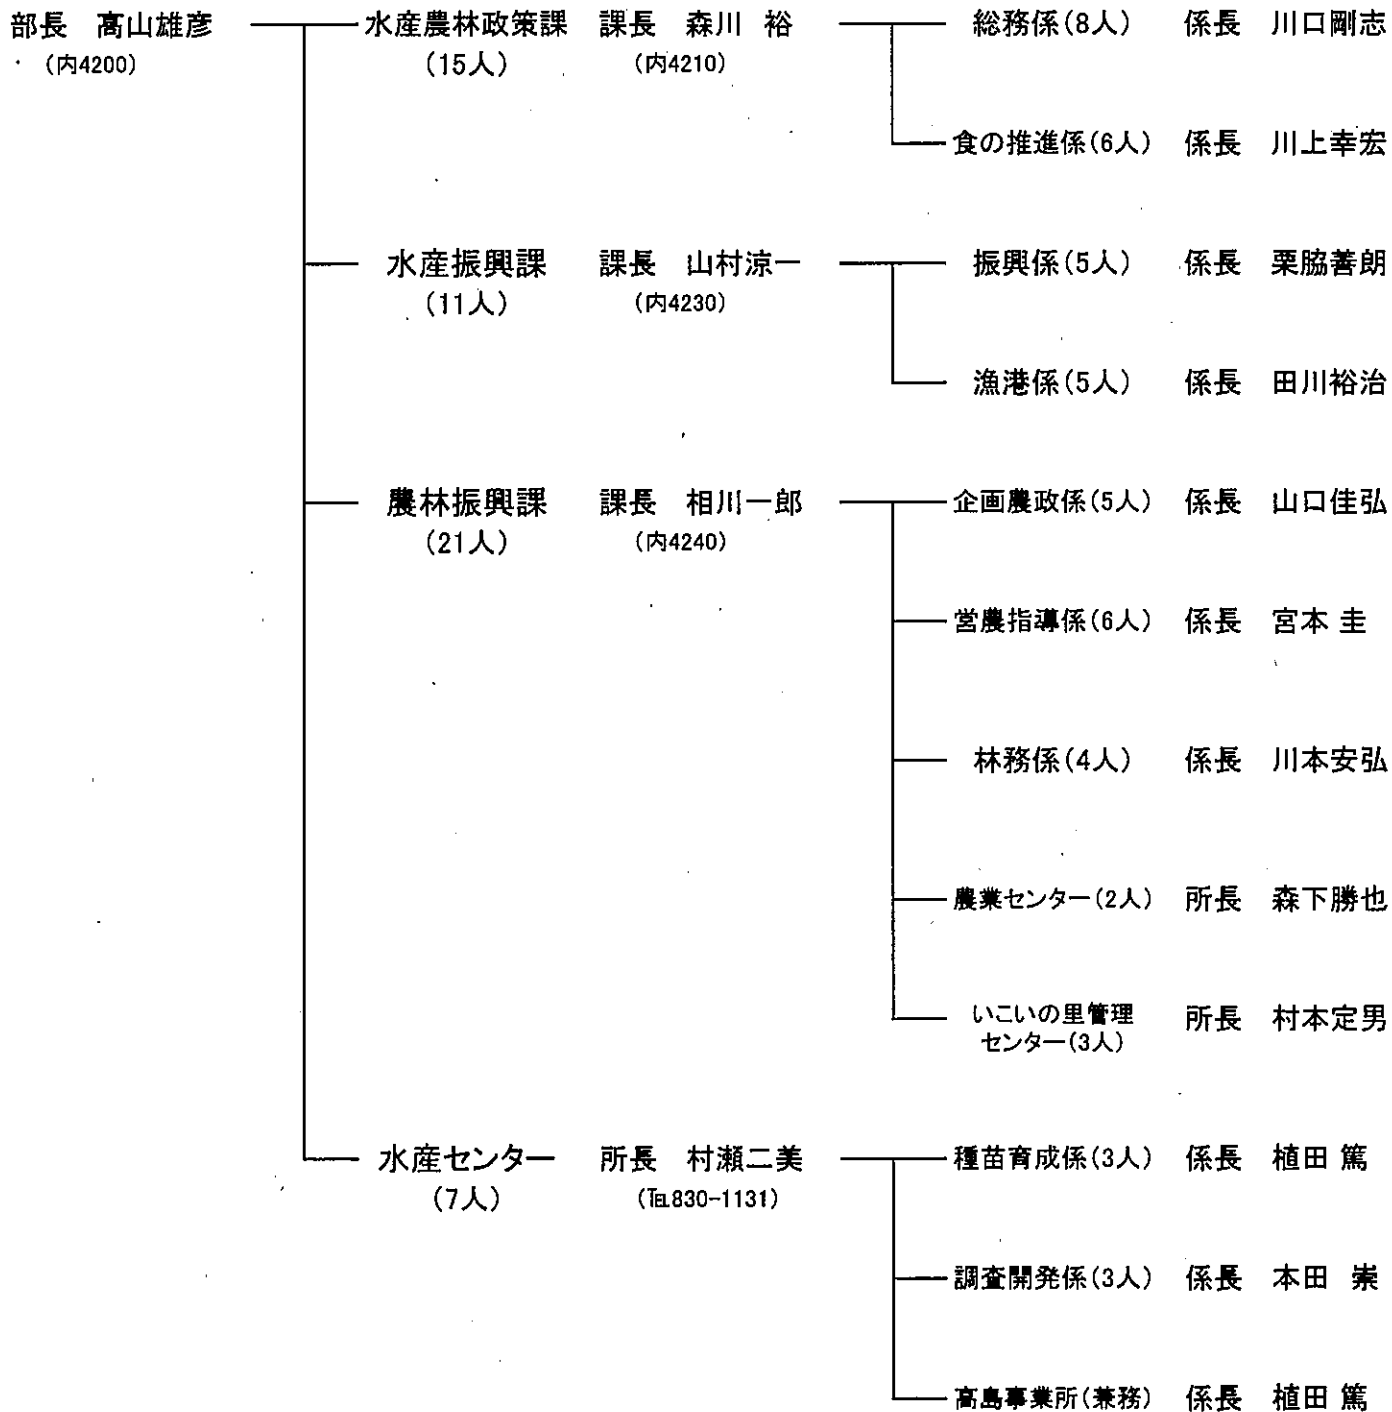 部長 高山雄彦 水産農林政策課 課長 森川 裕 総務係(8人) 係長 川口剛志
(内4200) (15人) (内4210)
食の推進係(6人) 係長 川上幸宏
水産振興課 課長 山村涼一 振興係(5人) 係長 栗脇善朗
(11人) (内4230)
漁港係(5人) 係長 田川裕治
農林振興課 課長 相川一郎 企画農政係(5人) 係長 山口佳弘
(21人) (内4240)
営農指導係(6人) 係長 宮本 圭
林務係(4人) 係長 川本安弘
農業センター(2人) 所長 森下勝也
いこいの里管理 所長 村本定男
センター(3人)
水産センター 所長 村瀬二美 種苗育成係(3人) 係長 植田 篤
(7人) (℡830-1131)
調査開発係(3人) 係長 本田 崇
高島事業所(兼務) 係長 植田 篤